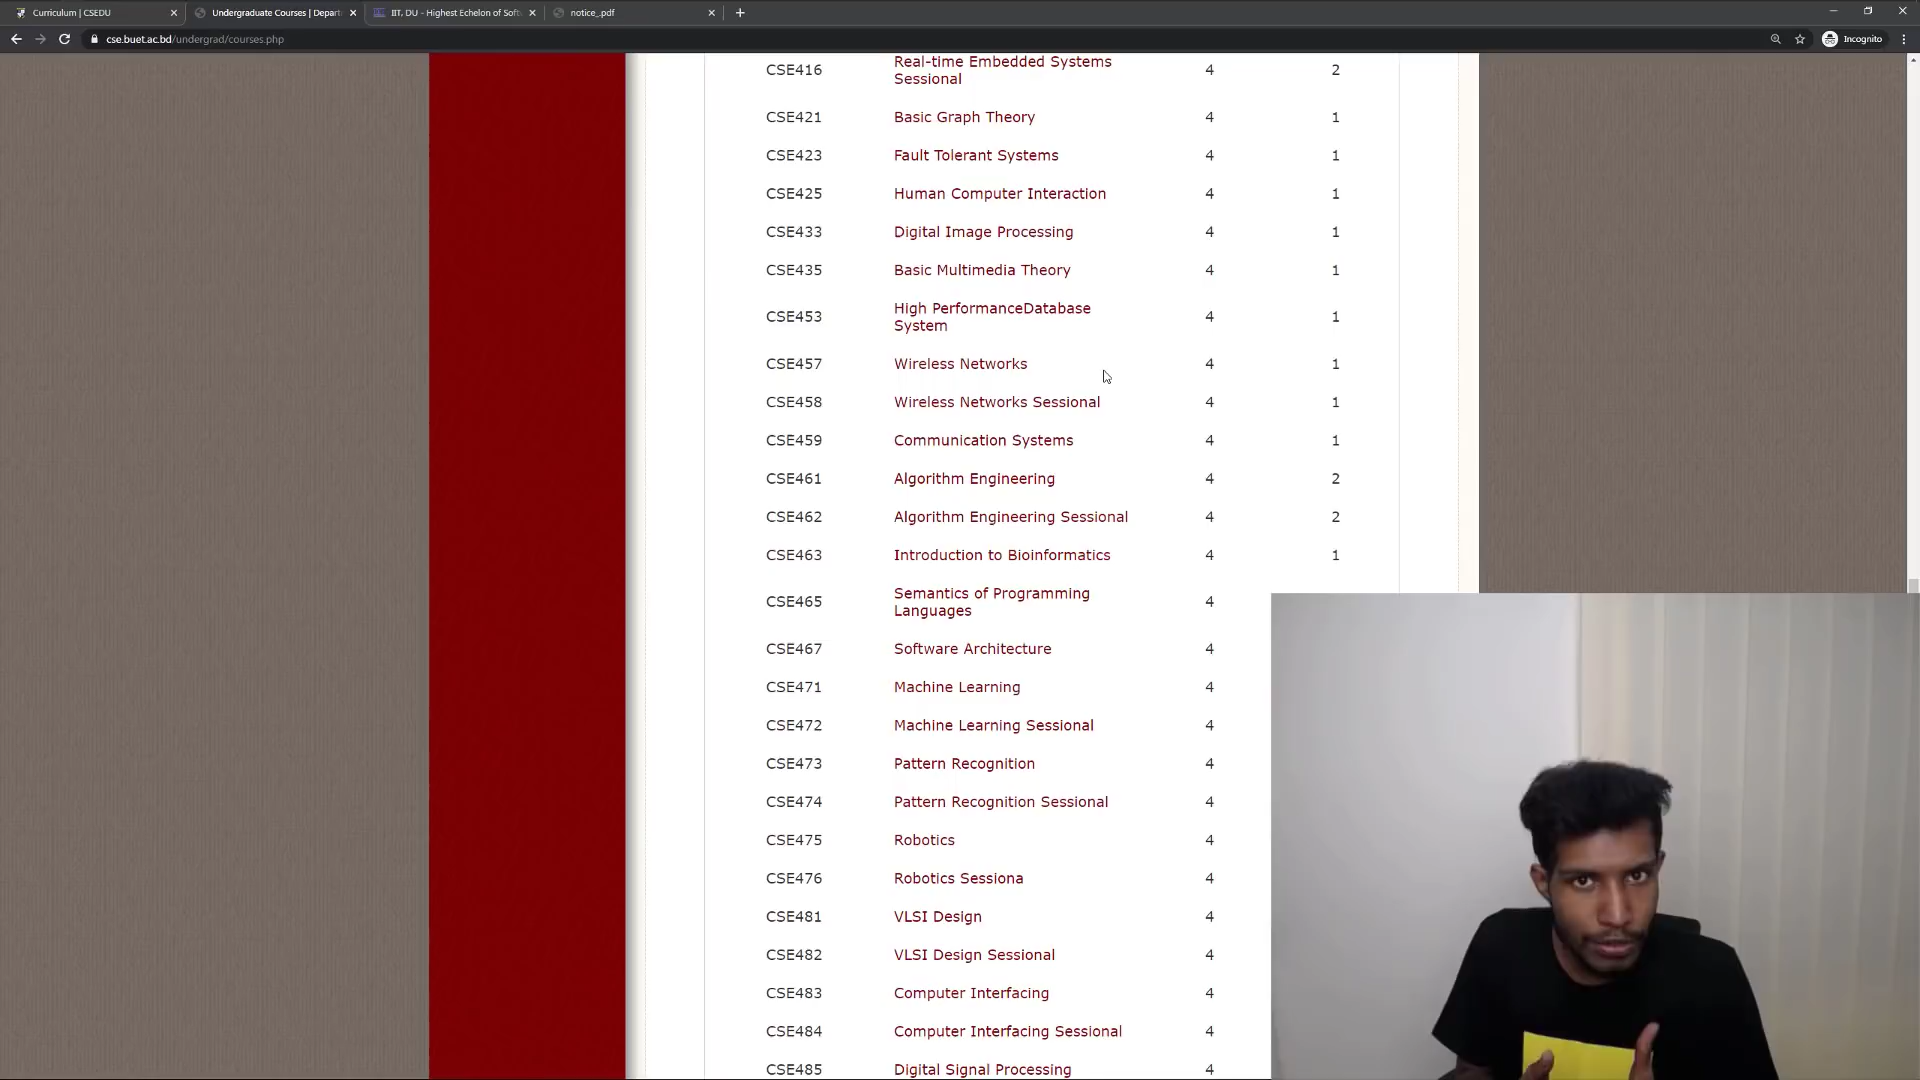 Curriculum | CSEDU
Undergraduate Courses | Depart
IIT, DU - Highest Echelon of Soft
notice_.pdf
cse.buet.ac.bd/undergrad/courses.php
Incognito
CSE416 Real-time Embedded Systems 4 2
Sessional
CSE421 Basic Graph Theory 4 1
CSE423 Fault Tolerant Systems 4 1
CSE425 Human Computer Interaction 4 1
CSE433 Digital Image Processing 4 1
CSE435 Basic Multimedia Theory 4 1
CSE453 High PerformanceDatabase 4 1
System
CSE457 Wireless Networks 4 1
CSE458 Wireless Networks Sessional 4 1
CSE459 Communication Systems 4 1
CSE461 Algorithm Engineering 4 2
CSE462 Algorithm Engineering Sessional 4 2
CSE463 Introduction to Bioinformatics 4 1
CSE465 Semantics of Programming 4
Languages
CSE467 Software Architecture 4
CSE471 Machine Learning 4
CSE472 Machine Learning Sessional 4
CSE473 Pattern Recognition 4
CSE474 Pattern Recognition Sessional 4
CSE475 Robotics 4
CSE476 Robotics Sessiona 4
CSE481 VLSI Design 4
CSE482 VLSI Design Sessional 4
CSE483 Computer Interfacing 4
CSE484 Computer Interfacing Sessional 4
CSE485 Digital Signal Processing 4